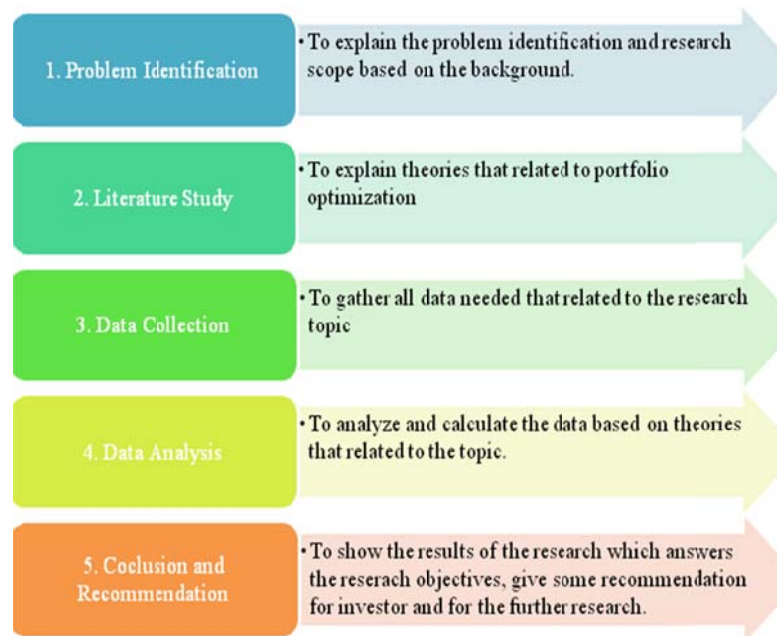 1. Problem Identification
• To explain the problem identification and research
scope based on the background.
2. Literature Study
• To explain theories that related to portfolio
optimization
3. Data Collection
• To gather all data needed that related to the research
topic
4. Data Analysis
• To analyze and calculate the data based on theories
that related to the topic.
5. Coclusion and
Recommendation
• To show the results of the research which answers
the reserach objectives, give some recommendation
for investor and for the further research.